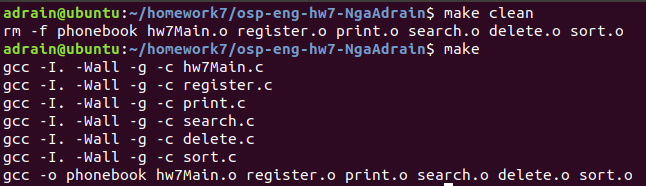 adrain@ubuntu:~/homework7/osp-eng-hw7-NgaAdrain$ make clean
rm -f phonebook hw7Main.o register.o print.o search.o delete.o sort.o
adrain@ubuntu:~/homework7/osp-eng-hw7-NgaAdrain$ make
gcc -I. -Wall -g -c hw7Main.c
gcc -I. -Wall -g -c register.c
gcc -I. -Wall -g -c print.c
gcc -I. -Wall -g -c search.c
gcc -I. -Wall -g -c delete.c
gcc -I. -Wall -g -c sort.c
gcc -o phonebook hw7Main.o register.o print.o search.o delete.o sort.o